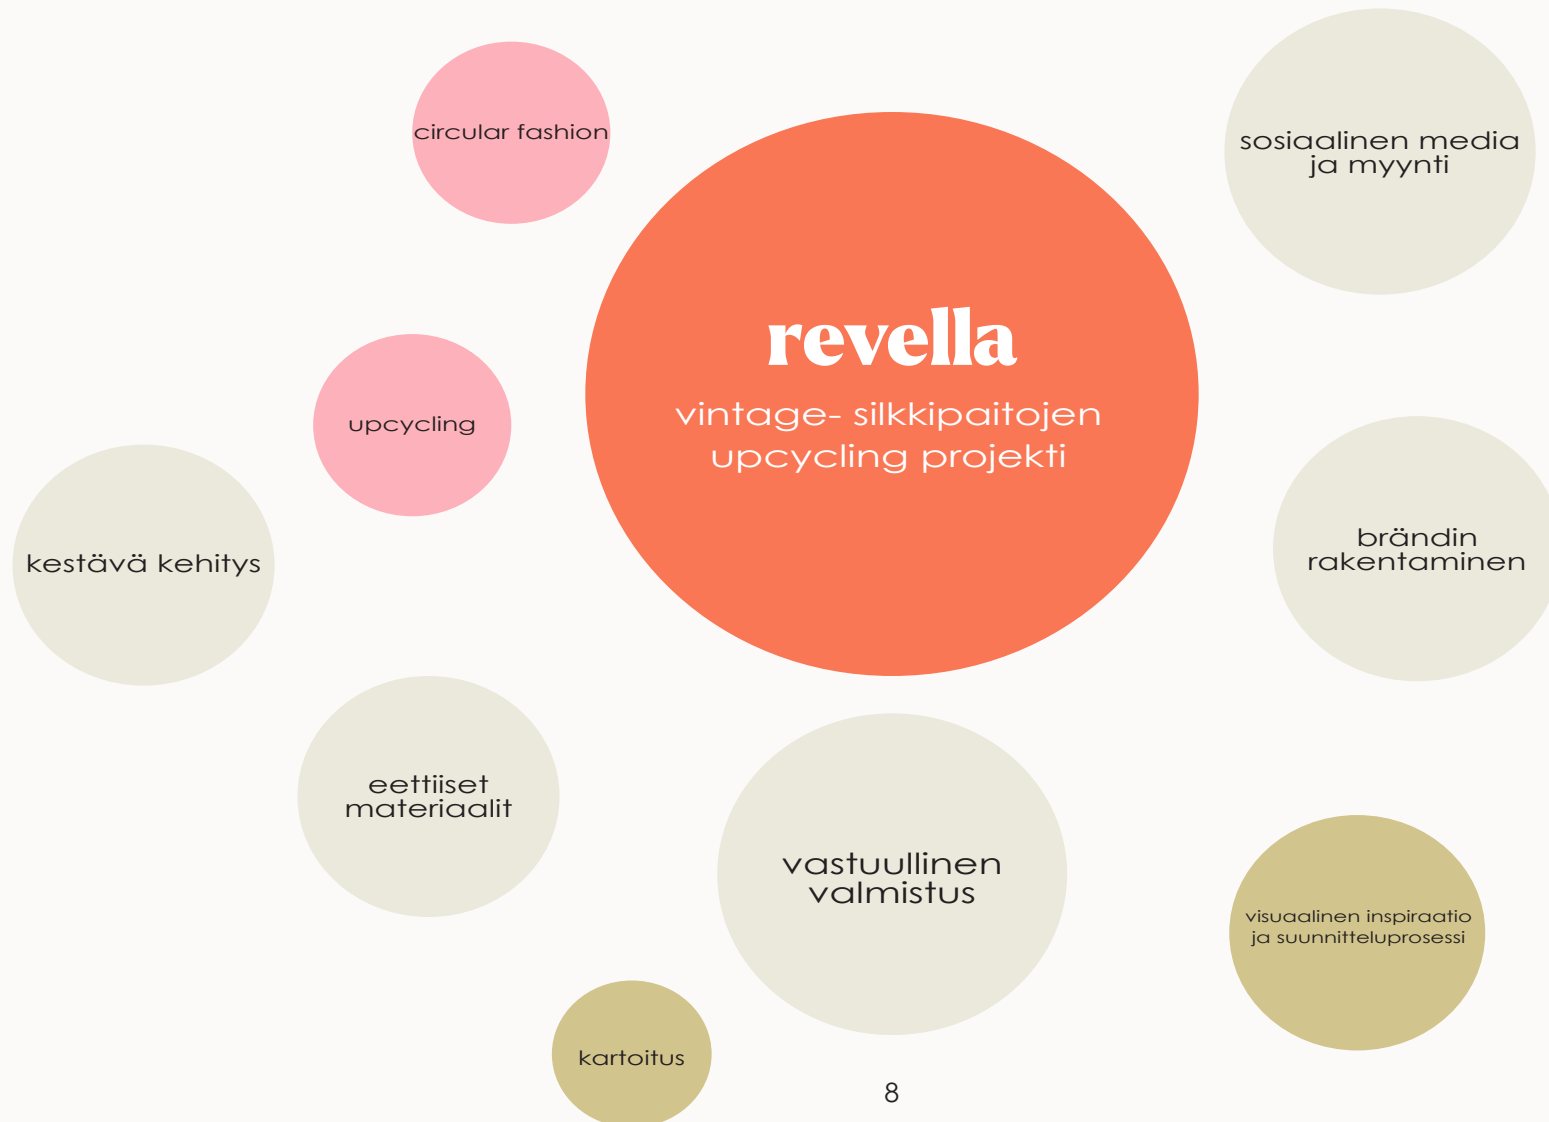 circular fashion
sosiaalinen media
ja myynti
revella
vintage- silkkipaitojen
upcycling projekti
upcycling
kestävä kehitys
brändin
rakentaminen
eettiiset
materiaalit
vastuullinen
valmistus
visuaalinen inspiraatio
ja suunnitteluprosessi
kartoitus
8